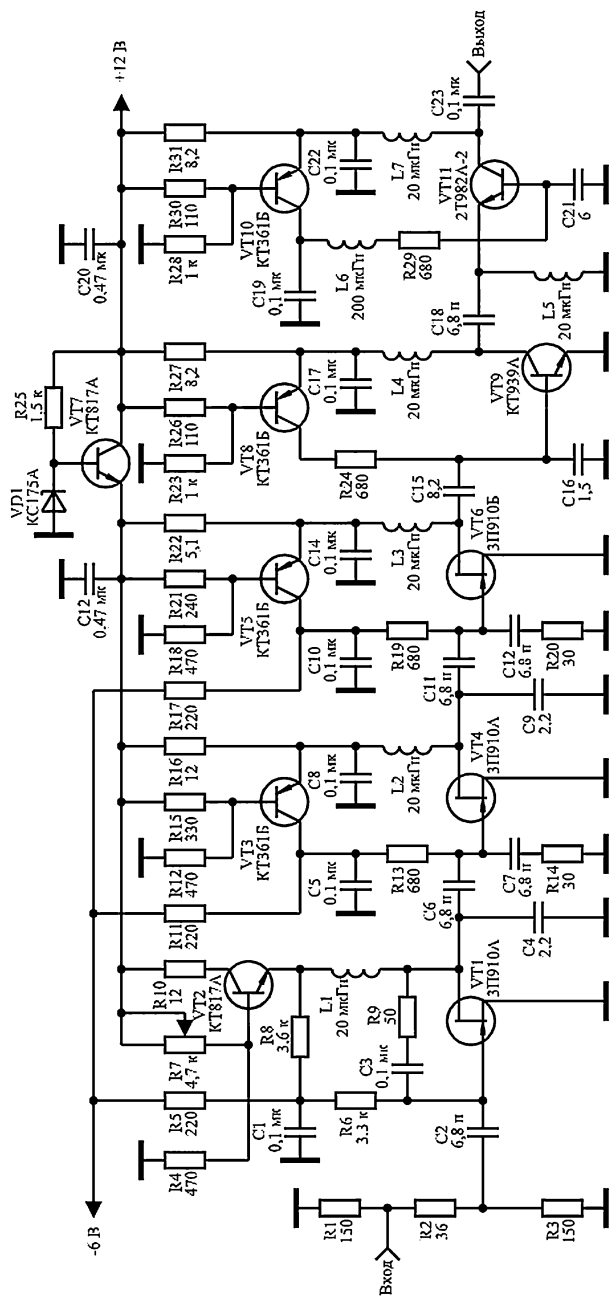 -6 В
+12 В
R4
470
R5
220
R7
4,7 к
R10
12
VT2
КТ817А
R8
3.6 к
C1
0,1 мк
R6
3.3 к
L1
20 мкГн
R9
50
C3
0,1 мк
C2
6,8 п
R1
150
R2
36
R3
150
Вход
VT1
ЗП910А
R11
220
R12
470
R15
330
R16
12
VT3
КТ361Б
C5
0.1 мк
C8
0,1 мк
R13
680
L2
20 мкГн
C6
6,8 п
C4
2.2
C7
6,8 п
R14
30
VT4
ЗП910А
R17
220
R18
470
R21
240
R22
5,1
C12
0.47 мк
VT5
КТ361Б
C10
0,1 мк
C14
0,1 мк
R19
680
L3
20 мкГн
C11
6,8 п
C9
2.2
C12
6.8 п
R20
30
VT6
ЗП910Б
VD1
КС175А
R25
1,5 к
VT7
КТ817А
R23
1 к
R26
110
R27
8,2
VT8
КТ361Б
C17
0,1 мк
R24
680
L4
20 мкГн
C15
8,2
C16
1,5
VT9
КТ939А
C18
6,8 п
L5
20 мкГн
C20
0.47 мк
R28
1 к
R30
110
R31
8,2
VT10
КТ361Б
C19
0,1 мк
C22
0,1 мк
L6
200 мкГн
R29
680
L7
20 мкГн
VT11
2Т982А-2
C21
6
C23
0,1 мк
Выход